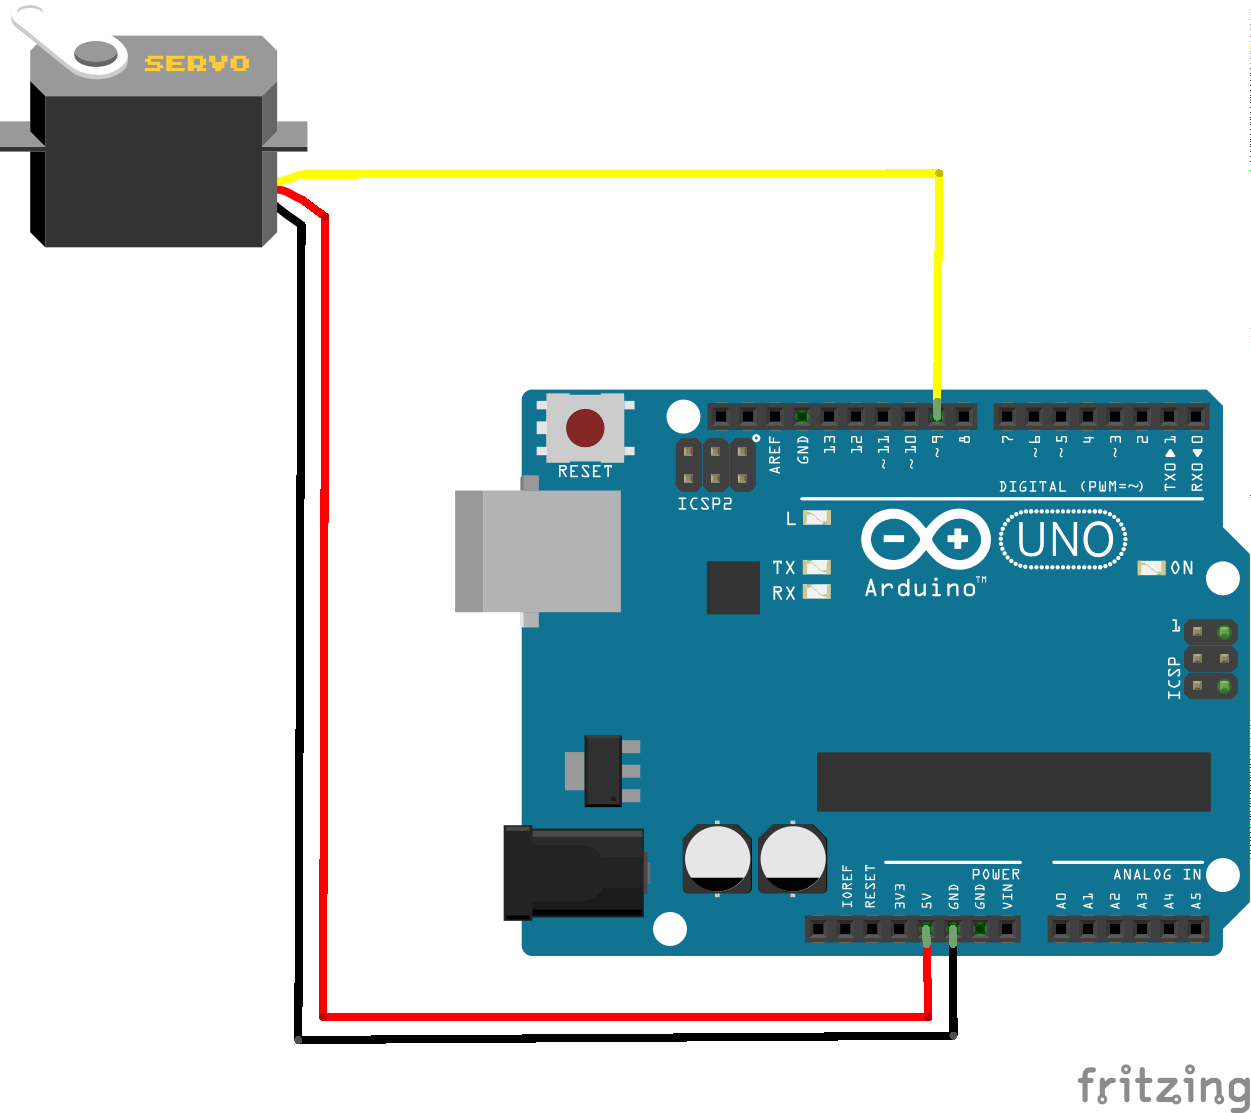 SERVO
RESET
ICSP2
AREF
GND
13
12
~11
~10
~9
8
7
~6
~5
4
~3
2
TX0 ▶ 1
RX0 ◀ 0
DIGITAL (PWM=~)
L
TX
RX
UNO
Arduino™
ON
1
ICSP
POWER
ANALOG IN
IOREF
RESET
3V3
5V
GND
GND
VIN
A0
A1
A2
A3
A4
A5
fritzing